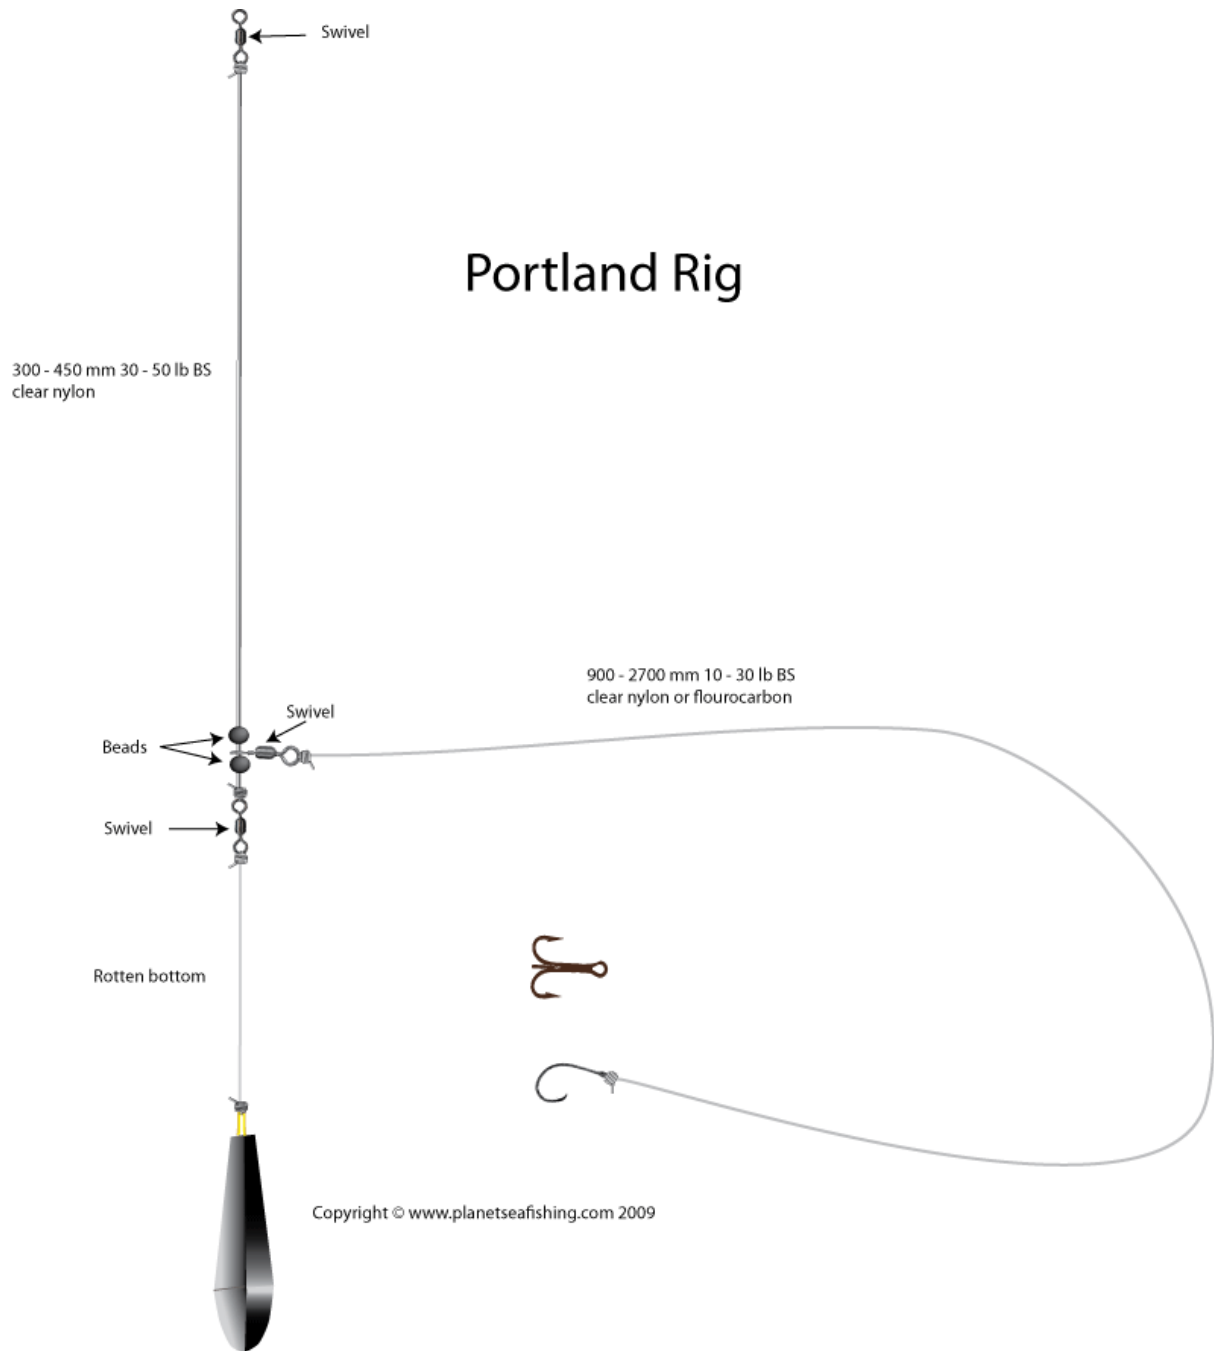 Swivel
Portland Rig
300 - 450 mm 30 - 50 lb BS
clear nylon
900 - 2700 mm 10 - 30 lb BS
clear nylon or flourocarbon
Swivel
Beads
Swivel
Rotten bottom
Copyright © www.planetseafishing.com 2009